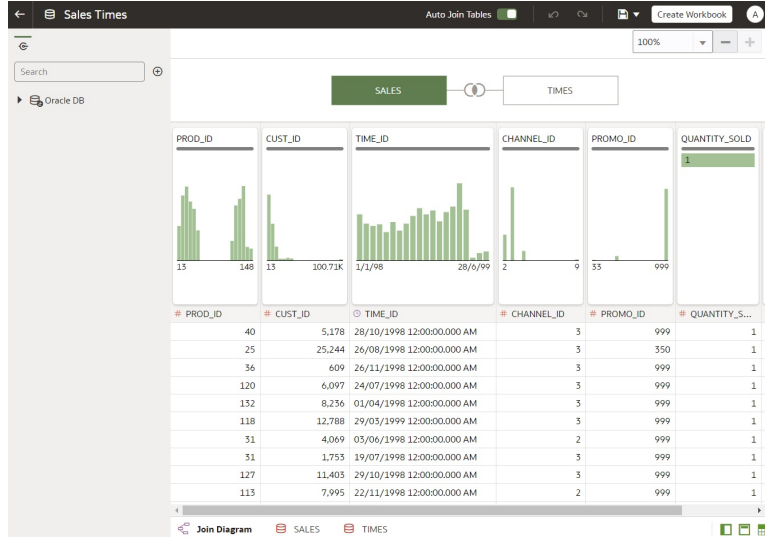 Sales Times
Auto Join Tables
Create Workbook
A
100%
Search
Oracle DB
SALES
TIMES
PROD_ID CUST_ID TIME_ID CHANNEL_ID PROMO_ID QUANTITY_SOLD
1
13 148 13 100.71K 1/1/98 28/6/99 2 9 33 999
# PROD_ID # CUST_ID TIME_ID # CHANNEL_ID # PROMO_ID # QUANTITY_S...
40 5,178 28/10/1998 12:00:00.000 AM 3 999 1
25 25,244 26/08/1998 12:00:00.000 AM 3 350 1
36 609 26/11/1998 12:00:00.000 AM 3 999 1
120 6,097 24/07/1998 12:00:00.000 AM 3 999 1
132 8,236 01/04/1998 12:00:00.000 AM 3 999 1
118 12,788 29/03/1999 12:00:00.000 AM 3 999 1
31 4,069 03/06/1998 12:00:00.000 AM 2 999 1
31 1,753 19/07/1998 12:00:00.000 AM 3 999 1
127 11,403 29/10/1998 12:00:00.000 AM 3 999 1
113 7,995 22/11/1998 12:00:00.000 AM 2 999 1
Join Diagram SALES TIMES